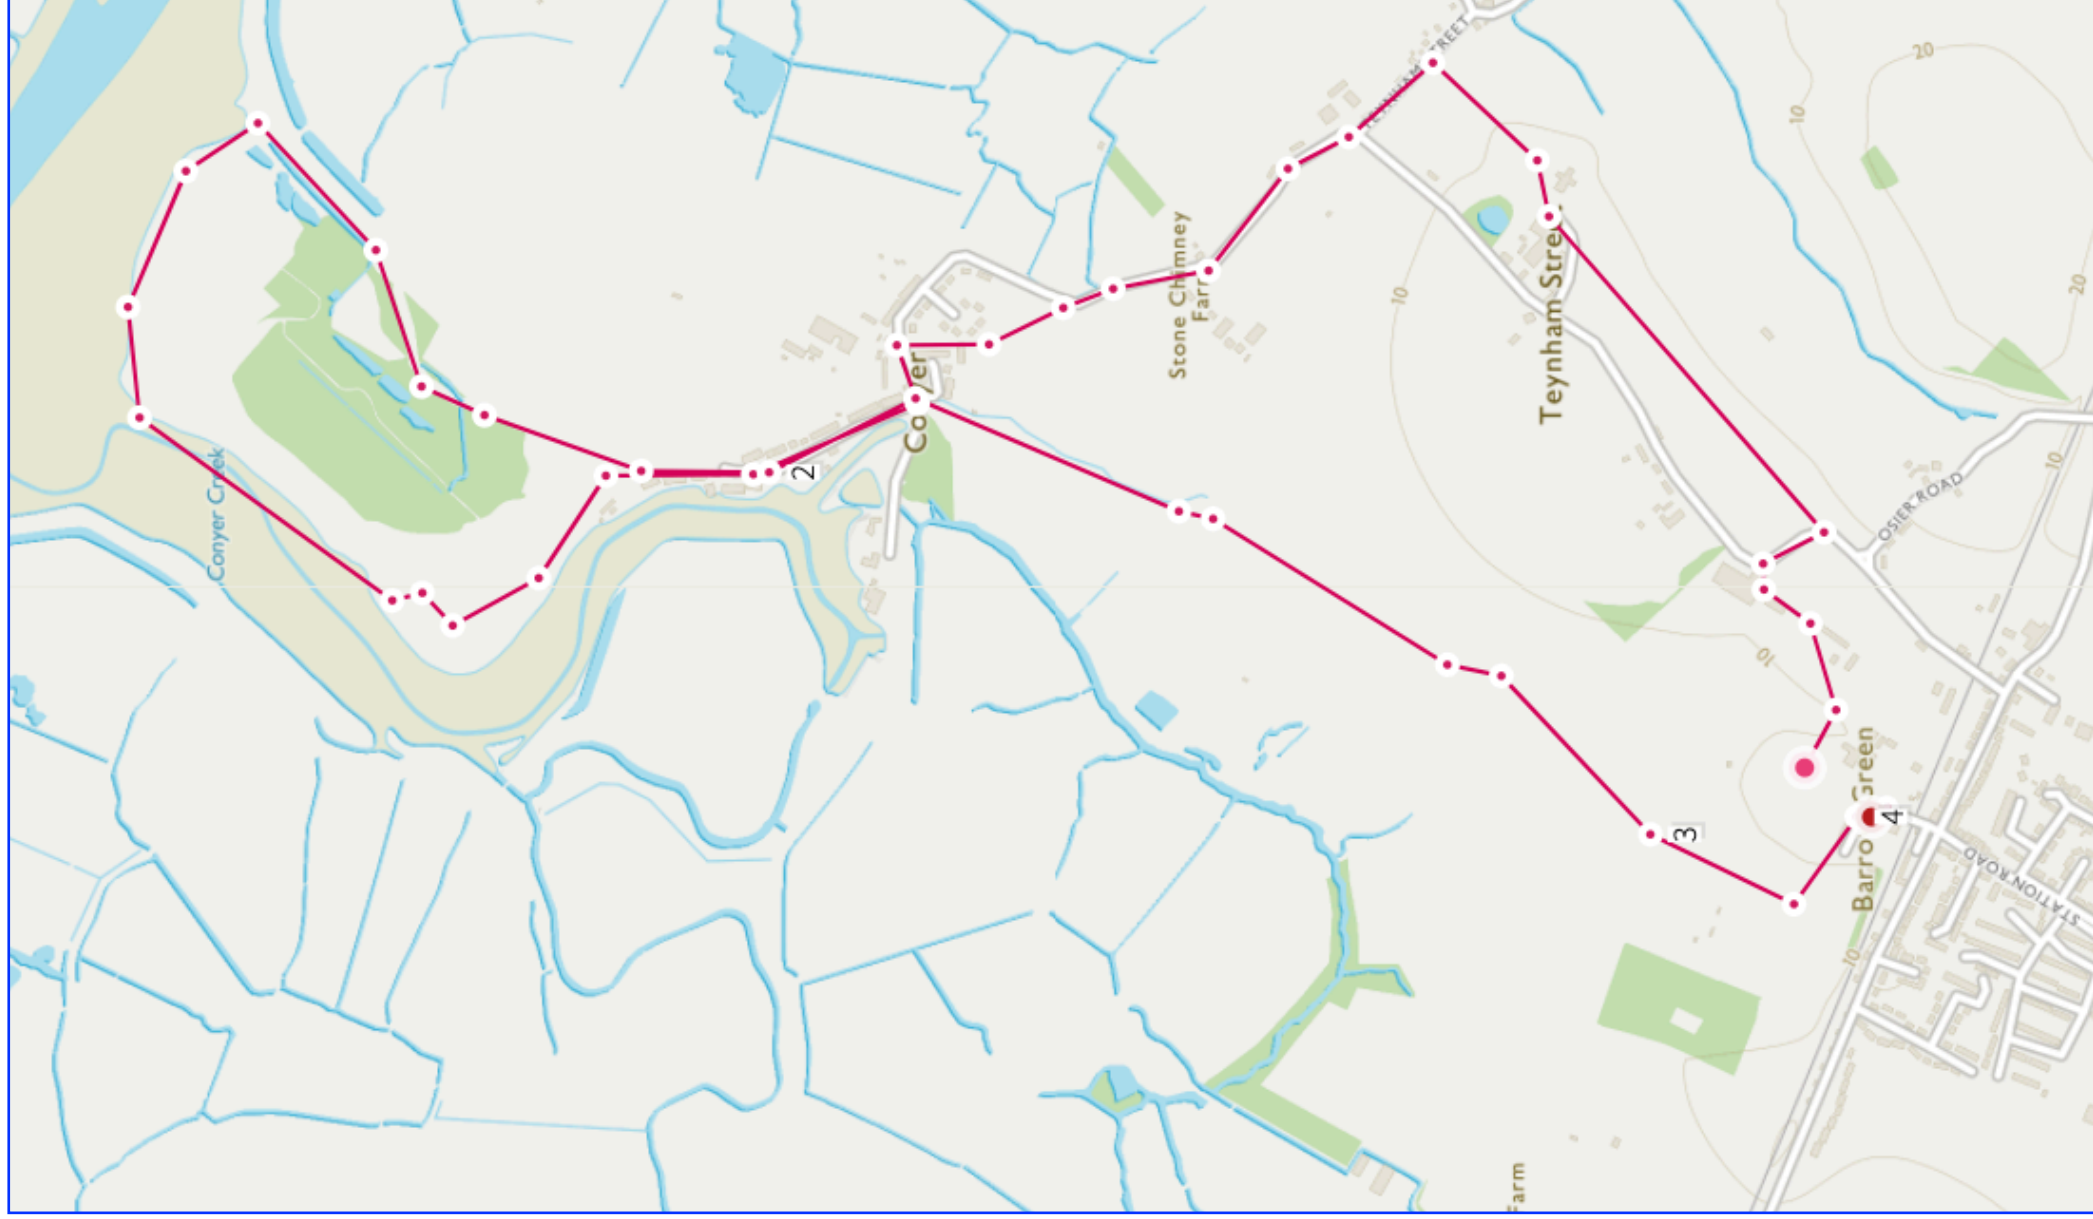 Conyer Creek
2
Conyer
Stone Chimney
Farm
TEYNHAM STREET
Teynham Street
OSIER ROAD
Barrow Green
STATION ROAD
3
4
Farm
10
10
10
10
10
20
20